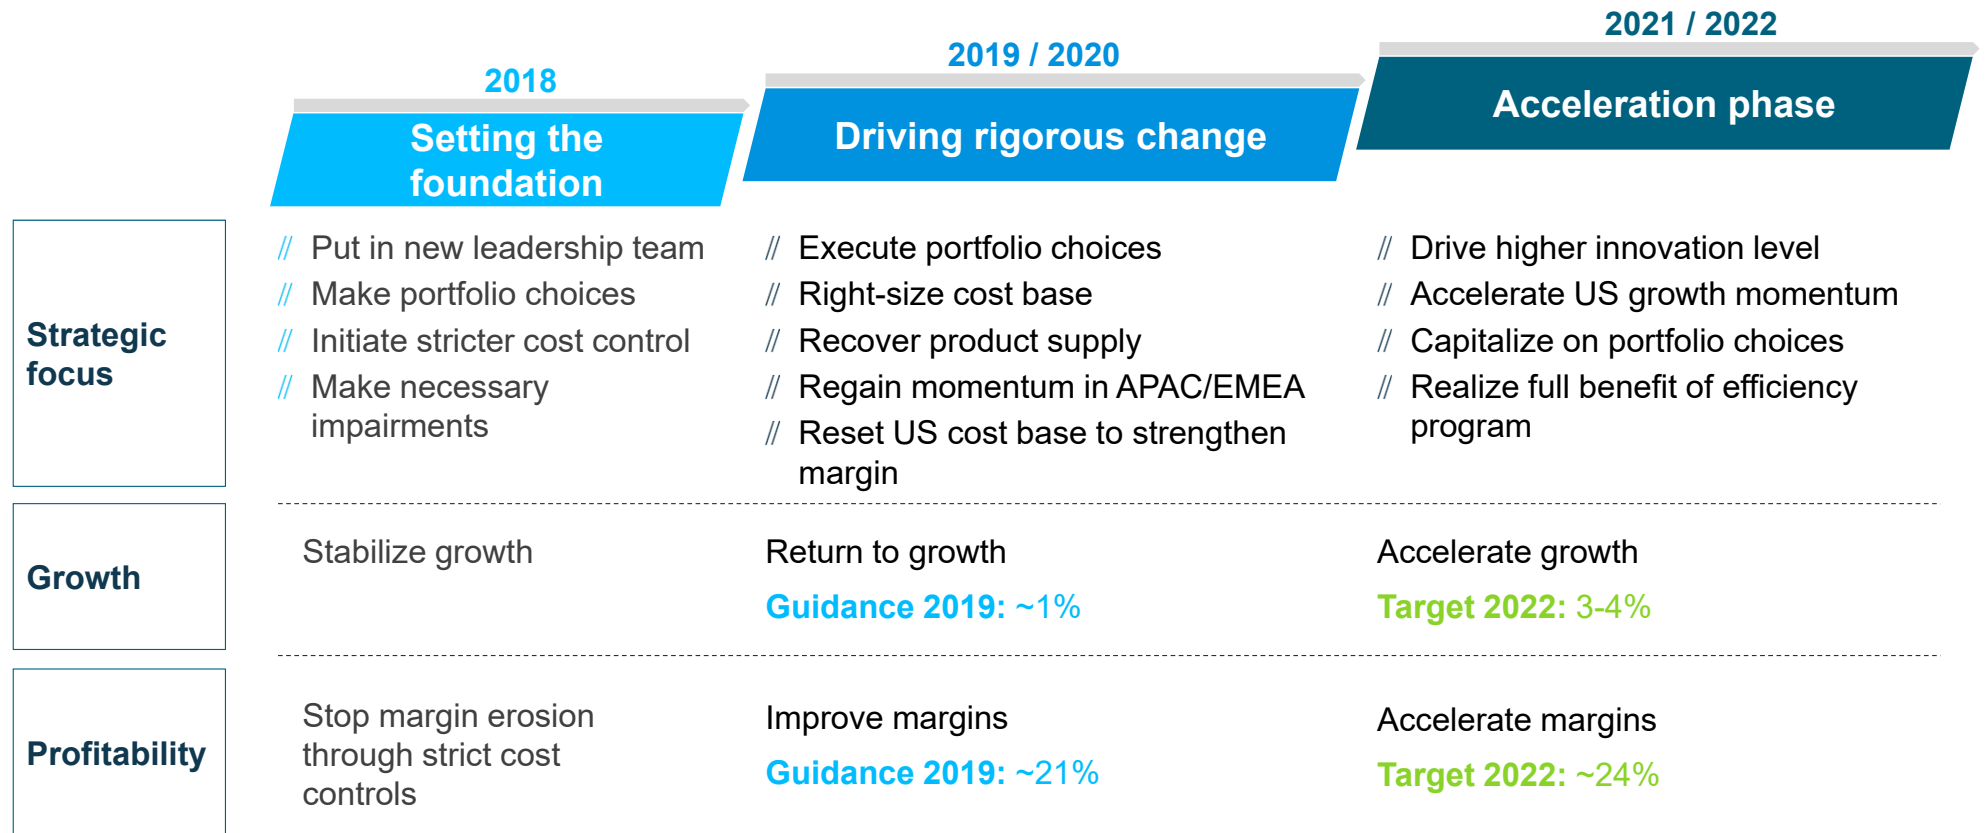 2018
2019 / 2020
2021 / 2022
Setting the
foundation
Driving rigorous change
Acceleration phase
Strategic
focus
// Put in new leadership team
// Make portfolio choices
// Initiate stricter cost control
// Make necessary
impairments
// Execute portfolio choices
// Right-size cost base
// Recover product supply
// Regain momentum in APAC/EMEA
// Reset US cost base to strengthen
margin
// Drive higher innovation level
// Accelerate US growth momentum
// Capitalize on portfolio choices
// Realize full benefit of efficiency
program
Growth
Stabilize growth
Return to growth
Guidance 2019: ~1%
Accelerate growth
Target 2022: 3-4%
Profitability
Stop margin erosion
through strict cost
controls
Improve margins
Guidance 2019: ~21%
Accelerate margins
Target 2022: ~24%